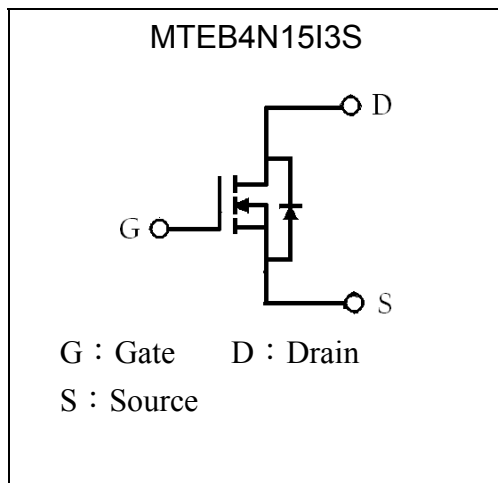 MTEB4N15I3S
D
G
S
G：Gate D：Drain
S：Source